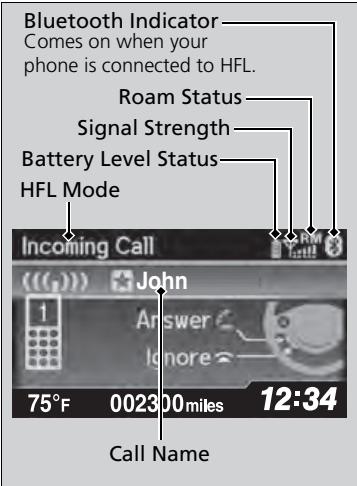 Bluetooth Indicator
Comes on when your
phone is connected to HFL.
Roam Status
Signal Strength
Battery Level Status
HFL Mode
Incoming Call
RM
John
1
Answer
Ignore
75°F 002300 miles 12:34
Call Name